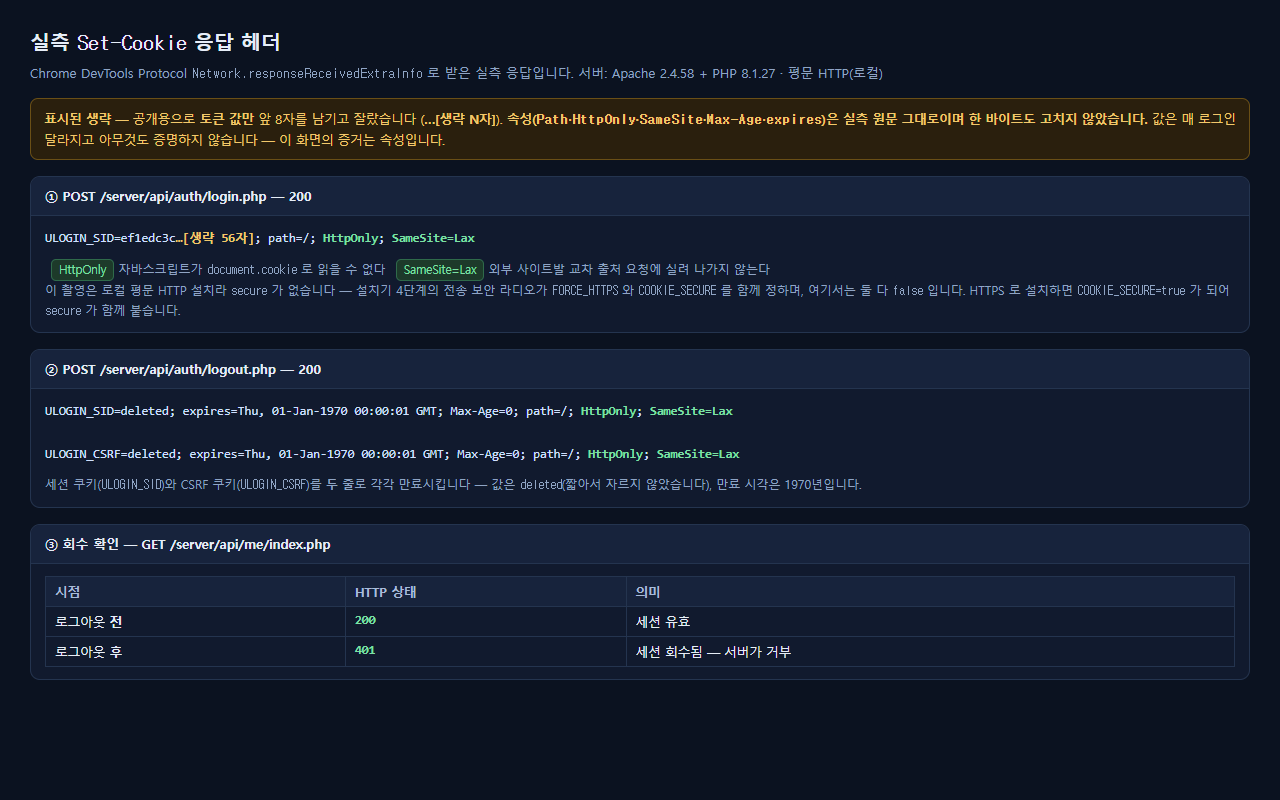 실측 Set-Cookie 응답 헤더
Chrome DevTools Protocol Network.responseReceivedExtraInfo 로 받은 실측 응답입니다. 서버: Apache 2.4.58 + PHP 8.1.27 · 평문 HTTP(로컬)
표시된 생략 — 공개용으로 토큰 값만 앞 8자를 남기고 잘랐습니다 (…[생략 N자]). 속성(Path·HttpOnly·SameSite·Max-Age·expires)은 실측 원문 그대로이며 한 바이트도 고치지 않았습니다. 값은 매 로그인
달라지고 아무것도 증명하지 않습니다 — 이 화면의 증거는 속성입니다.
① POST /server/api/auth/login.php — 200
ULOGIN_SID=ef1edc3c…[생략 56자]; path=/; HttpOnly; SameSite=Lax
HttpOnly 자바스크립트가 document.cookie 로 읽을 수 없다 SameSite=Lax 외부 사이트발 교차 출처 요청에 실려 나가지 않는다
이 촬영은 로컬 평문 HTTP 설치라 secure 가 없습니다 — 설치기 4단계의 전송 보안 라디오가 FORCE_HTTPS 와 COOKIE_SECURE 를 함께 정하며, 여기서는 둘 다 false 입니다. HTTPS 로 설치하면 COOKIE_SECURE=true 가 되어
secure 가 함께 붙습니다.
② POST /server/api/auth/logout.php — 200
ULOGIN_SID=deleted; expires=Thu, 01-Jan-1970 00:00:01 GMT; Max-Age=0; path=/; HttpOnly; SameSite=Lax
ULOGIN_CSRF=deleted; expires=Thu, 01-Jan-1970 00:00:01 GMT; Max-Age=0; path=/; HttpOnly; SameSite=Lax
세션 쿠키(ULOGIN_SID)와 CSRF 쿠키(ULOGIN_CSRF)를 두 줄로 각각 만료시킵니다 — 값은 deleted(짧아서 자르지 않았습니다), 만료 시각은 1970년입니다.
③ 회수 확인 — GET /server/api/me/index.php
시점 HTTP 상태 의미
로그아웃 전 200 세션 유효
로그아웃 후 401 세션 회수됨 — 서버가 거부